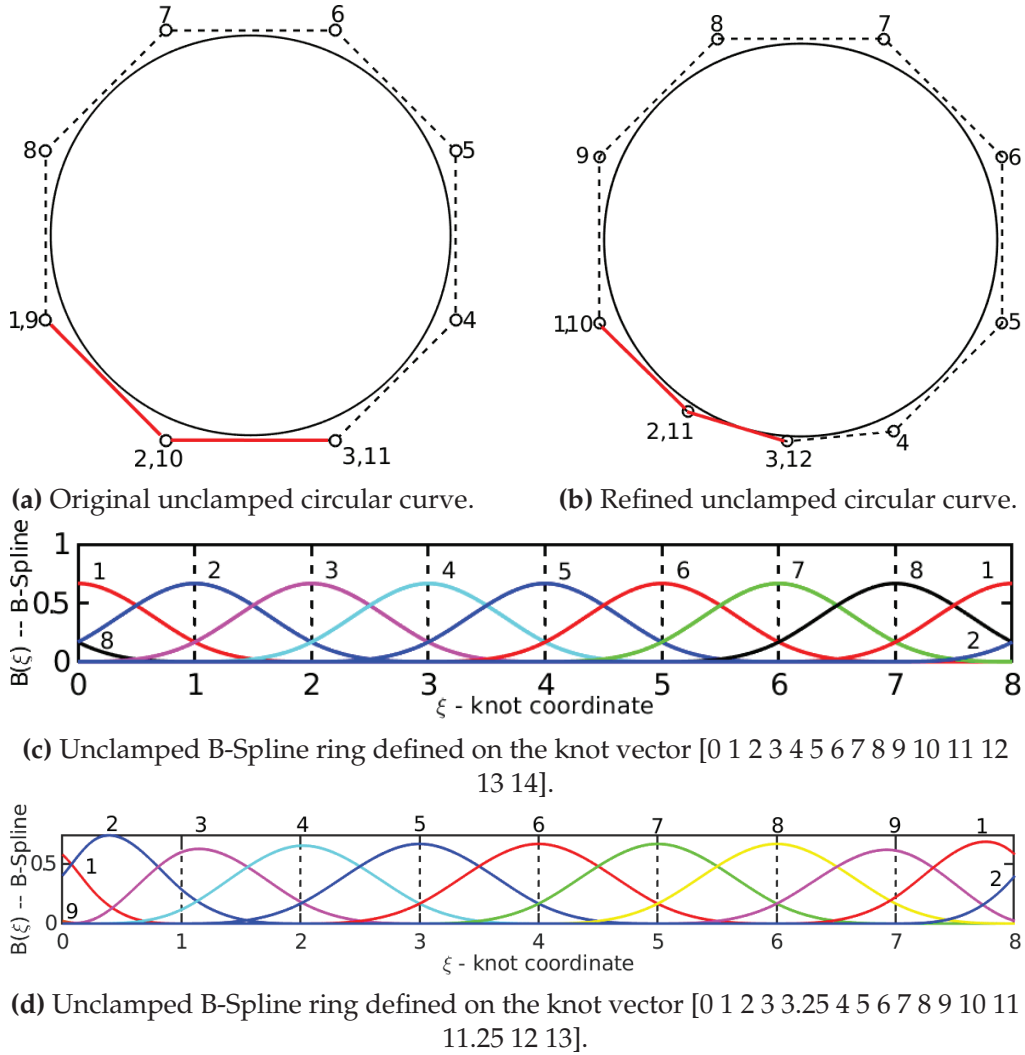 7 6
8 5
1,9 4
2,10 3,11
8 7
9 6
1,10 5
2,11 4
3,12
(a) Original unclamped circular curve.
(b) Refined unclamped circular curve.
B(ξ) -- B-Spline
1
05
0
1 2 3 4 5 6 7 8 1
8 2
0 1 2 3 4 5 6 7 8
ξ - knot coordinate
(c) Unclamped B-Spline ring defined on the knot vector [0 1 2 3 4 5 6 7 8 9 10 11 12
13 14].
B(ξ) -- B-Spline
05
0
2 3 4 5 6 7 8 9 1
1 2
9
0 1 2 3 4 5 6 7 8
ξ - knot coordinate
(d) Unclamped B-Spline ring defined on the knot vector [0 1 2 3 3.25 4 5 6 7 8 9 10 11
11.25 12 13].